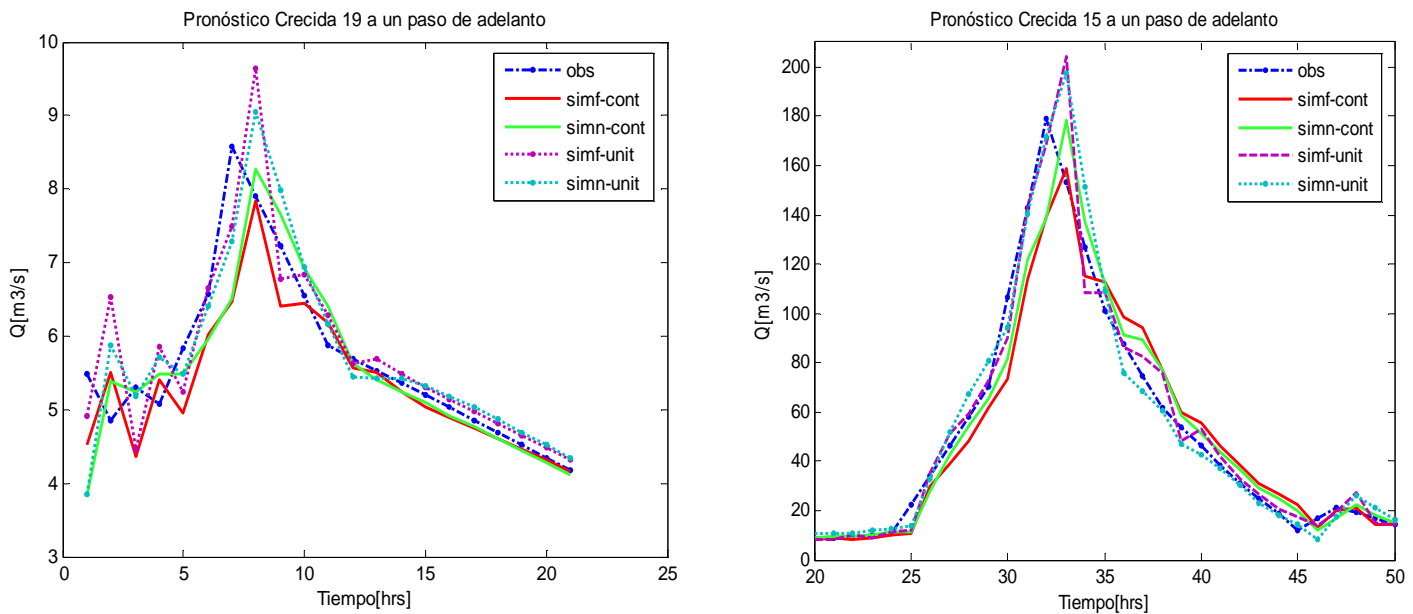 Pronóstico Crecida 19 a un paso de adelanto
10
9
8
7
6
5
4
3
Q[m3/s]
0 5 10 15 20 25
Tiempo[hrs]
obs
simf-cont
simn-cont
simf-unit
simn-unit
Pronóstico Crecida 15 a un paso de adelanto
200
180
160
140
120
100
80
60
40
20
0
Q[m3/s]
20 25 30 35 40 45 50
Tiempo[hrs]
obs
simf-cont
simn-cont
simf-unit
simn-unit